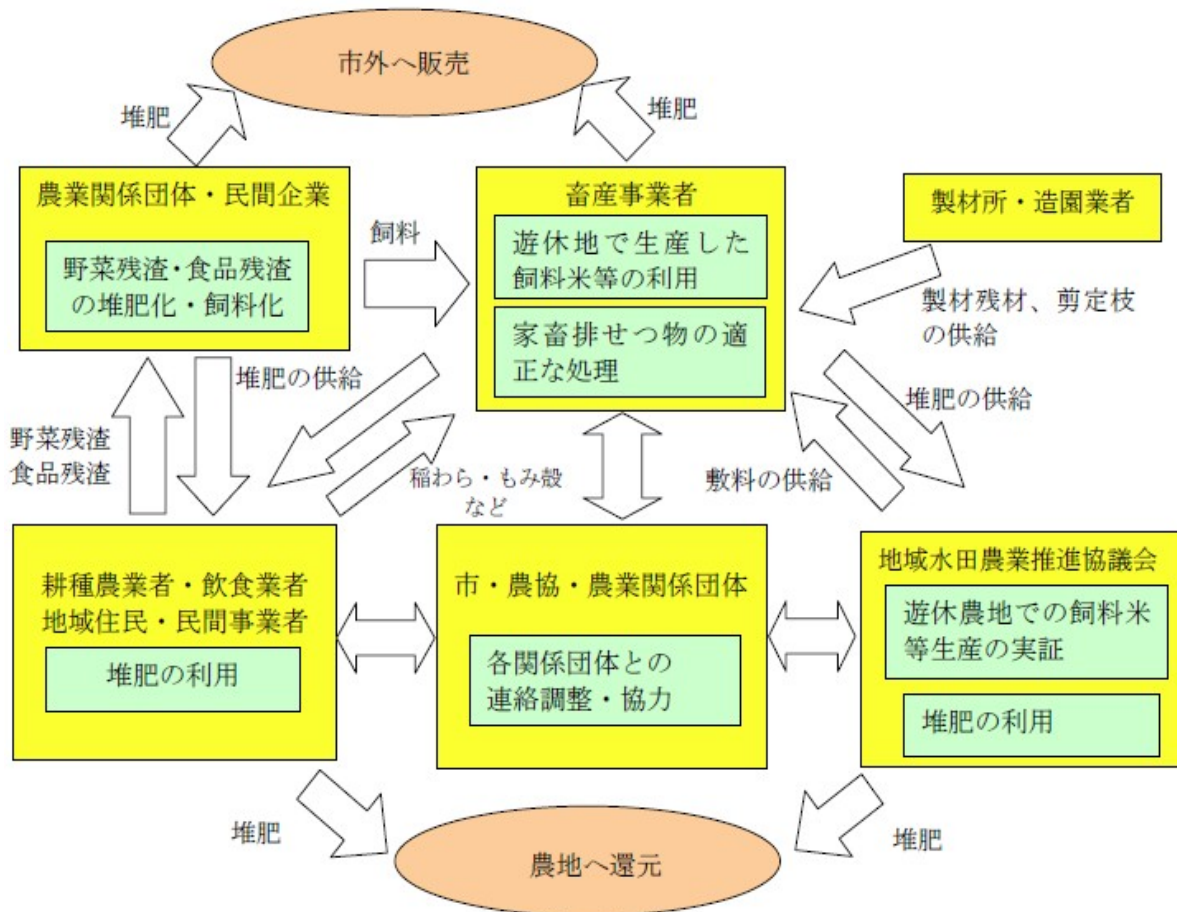 市外へ販売
堆肥
堆肥
農業関係団体・民間企業
野菜残渣・食品残渣
の堆肥化・飼料化
飼料
畜産事業者
遊休地で生産した
飼料米等の利用
家畜排せつ物の適
正な処理
製材所・造園業者
製材残材、剪定枝
の供給
堆肥の供給
堆肥の供給
野菜残渣
食品残渣
稲わら・もみ殻
など
敷料の供給
耕種農業者・飲食業者
地域住民・民間事業者
堆肥の利用
市・農協・農業関係団体
各関係団体との
連絡調整・協力
地域水田農業推進協議会
遊休農地での飼料米
等生産の実証
堆肥の利用
堆肥
堆肥
農地へ還元